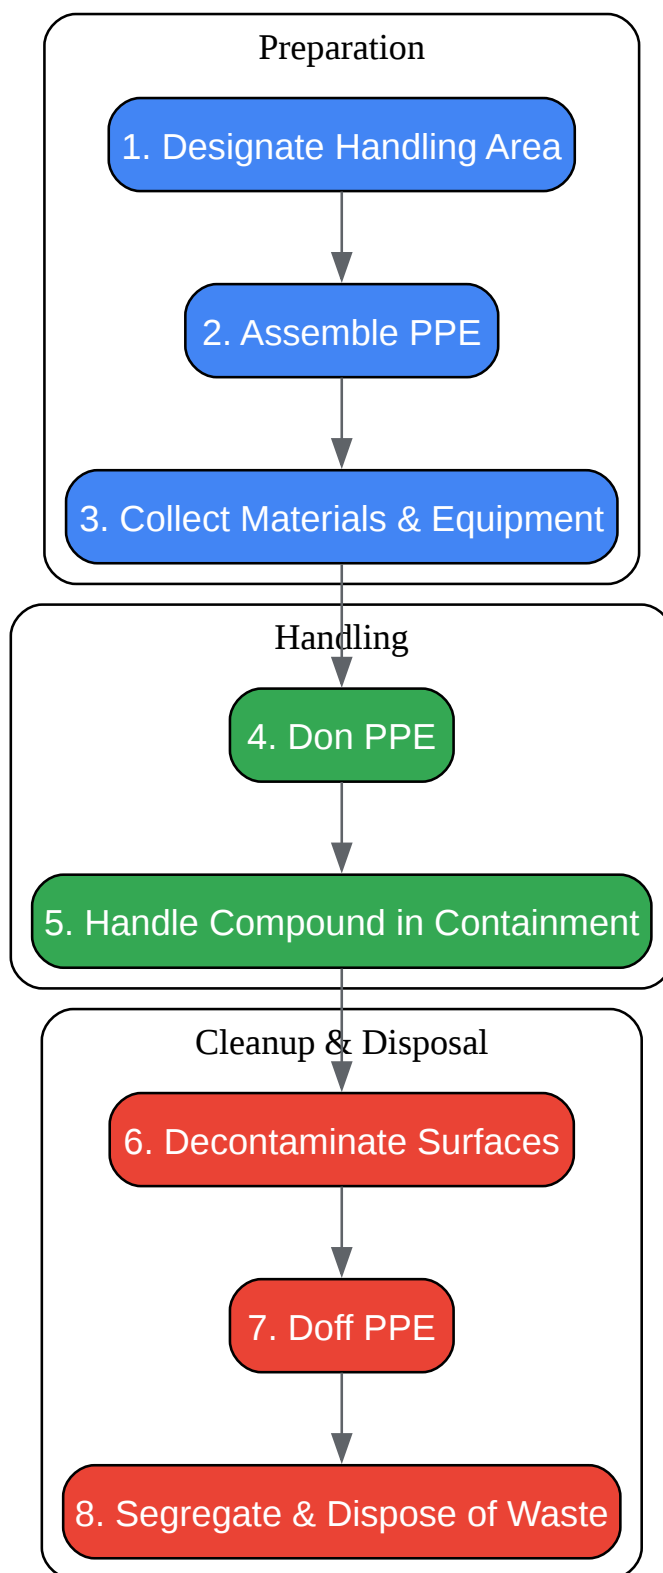 Preparation
1. Designate Handling Area
2. Assemble PPE
3. Collect Materials & Equipment
Handling
4. Don PPE
5. Handle Compound in Containment
Cleanup & Disposal
6. Decontaminate Surfaces
7. Doff PPE
8. Segregate & Dispose of Waste